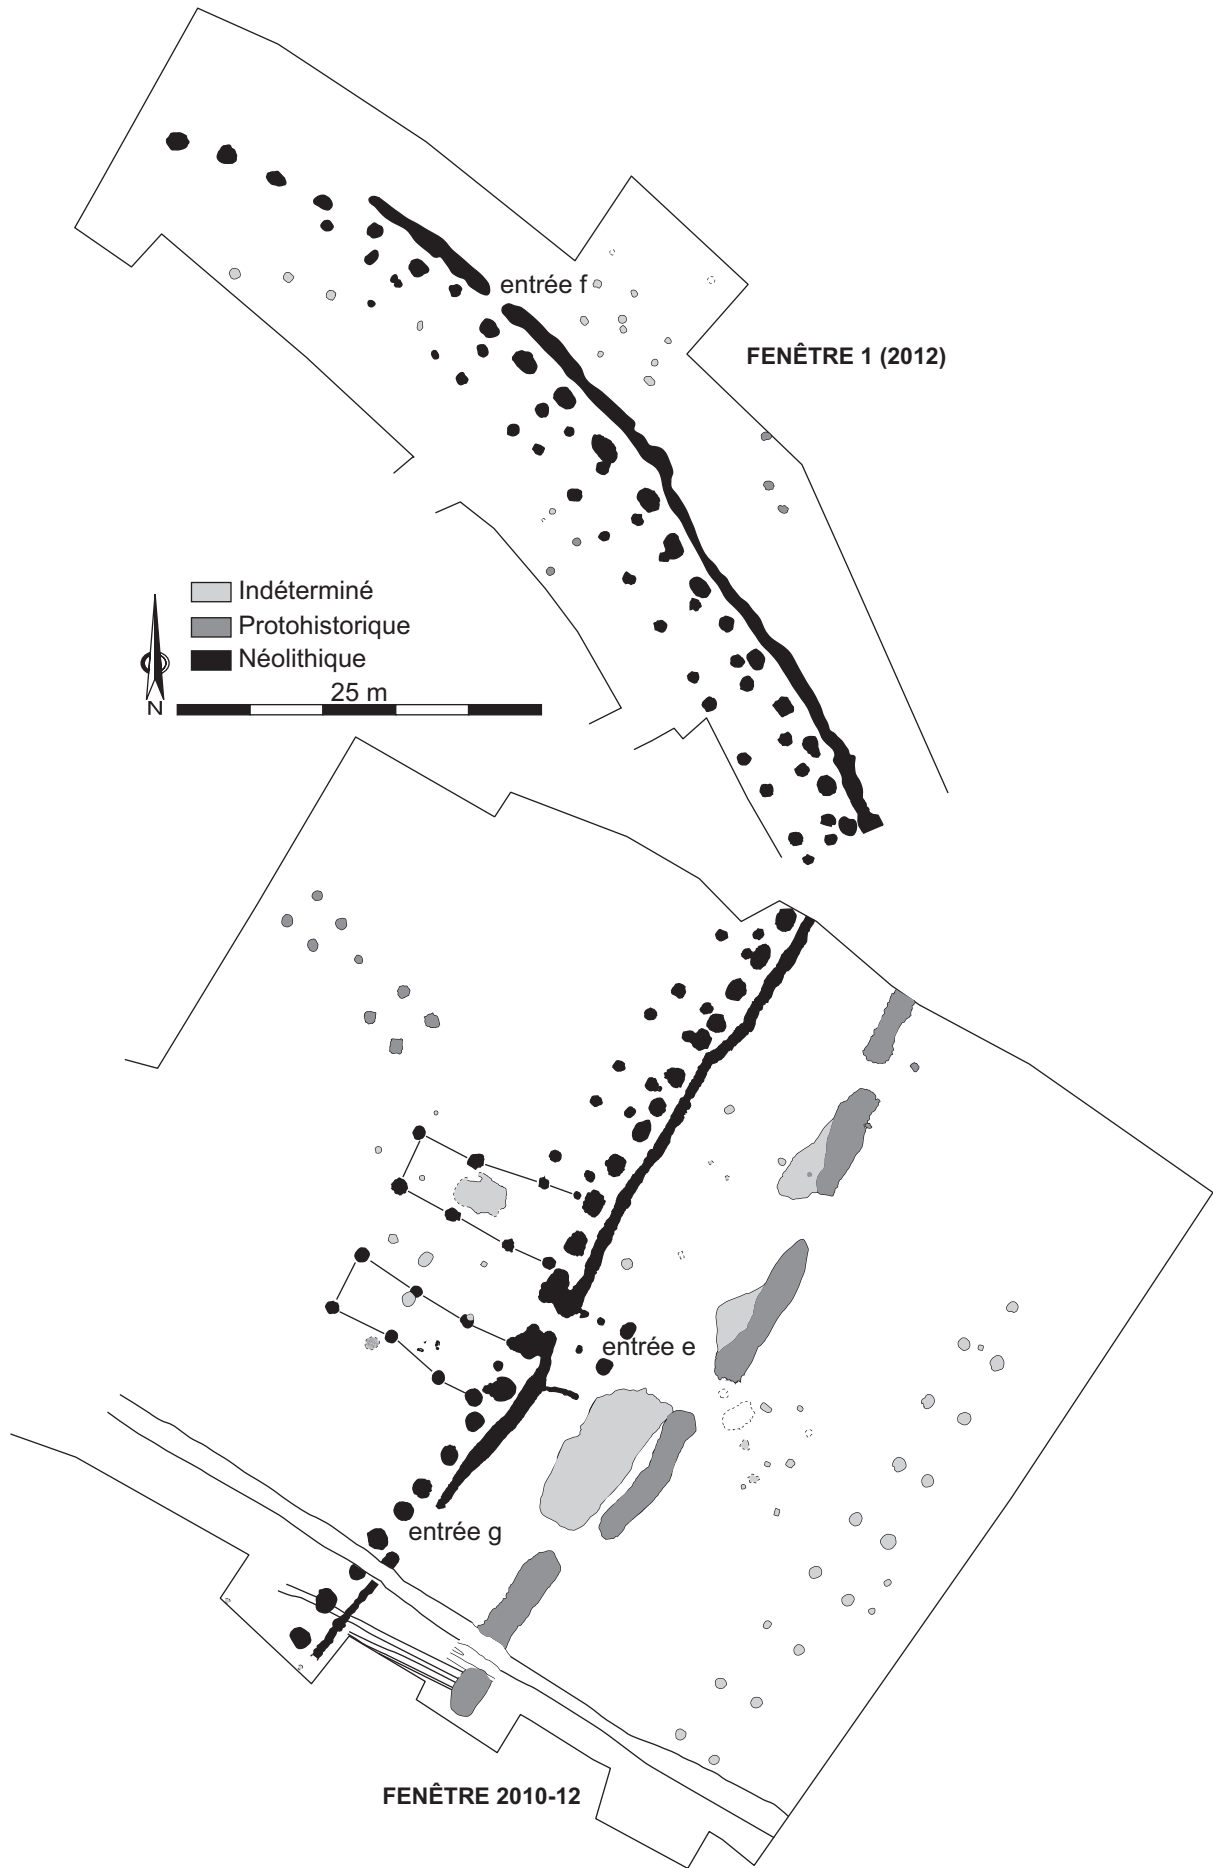 entrée f
FENÊTRE 1 (2012)
Indéterminé
Protohistorique
Néolithique
25 m
N
entrée e
entrée g
FENÊTRE 2010-12